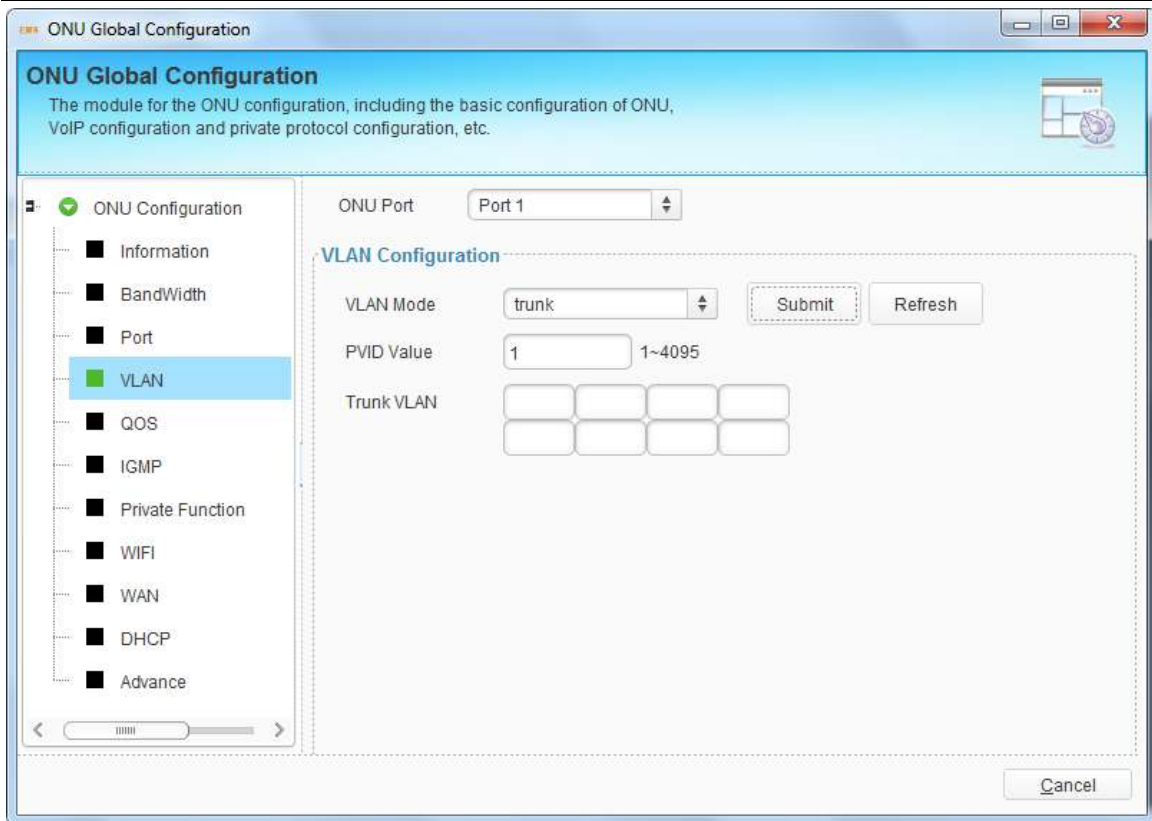 EMS ONU Global Configuration
ONU Global Configuration
The module for the ONU configuration, including the basic configuration of ONU,
VoIP configuration and private protocol configuration, etc.
ONU Configuration
Information
BandWidth
Port
VLAN
QOS
IGMP
Private Function
WIFI
WAN
DHCP
Advance
ONU Port Port 1
VLAN Configuration
VLAN Mode trunk Submit Refresh
PVID Value 1 1~4095
Trunk VLAN
Cancel